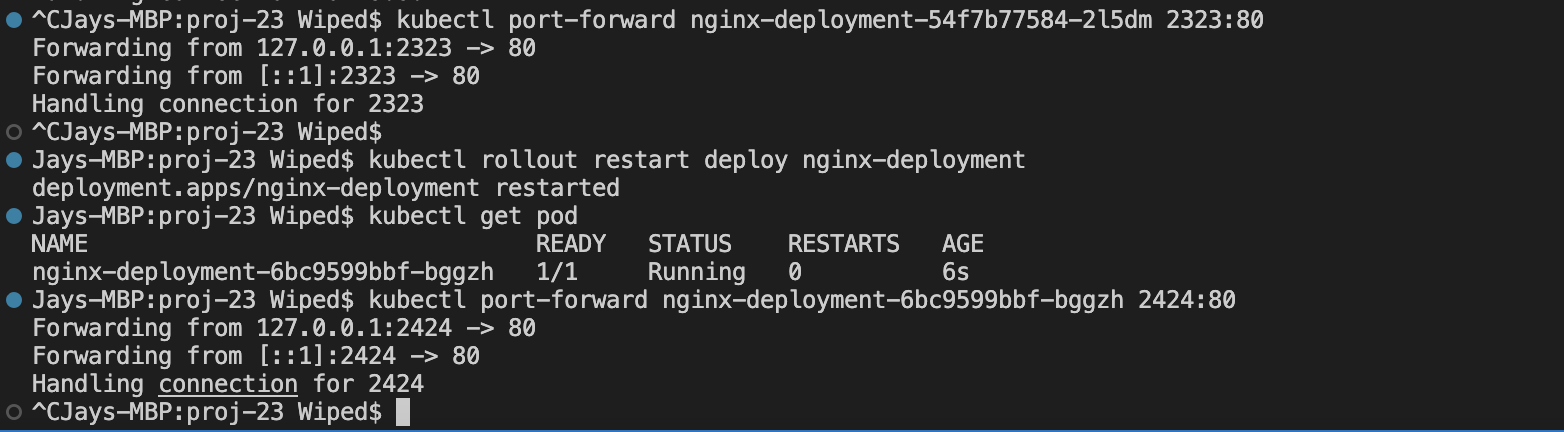 ^CJays-MBP:proj-23 Wiped$ kubectl port-forward nginx-deployment-54f7b77584-2l5dm 2323:80
Forwarding from 127.0.0.1:2323 -> 80
Forwarding from [::1]:2323 -> 80
Handling connection for 2323
^CJays-MBP:proj-23 Wiped$
Jays-MBP:proj-23 Wiped$ kubectl rollout restart deploy nginx-deployment
deployment.apps/nginx-deployment restarted
Jays-MBP:proj-23 Wiped$ kubectl get pod
NAME                                READY   STATUS    RESTARTS   AGE
nginx-deployment-6bc9599bbf-bggzh   1/1     Running   0          6s
Jays-MBP:proj-23 Wiped$ kubectl port-forward nginx-deployment-6bc9599bbf-bggzh 2424:80
Forwarding from 127.0.0.1:2424 -> 80
Forwarding from [::1]:2424 -> 80
Handling connection for 2424
^CJays-MBP:proj-23 Wiped$